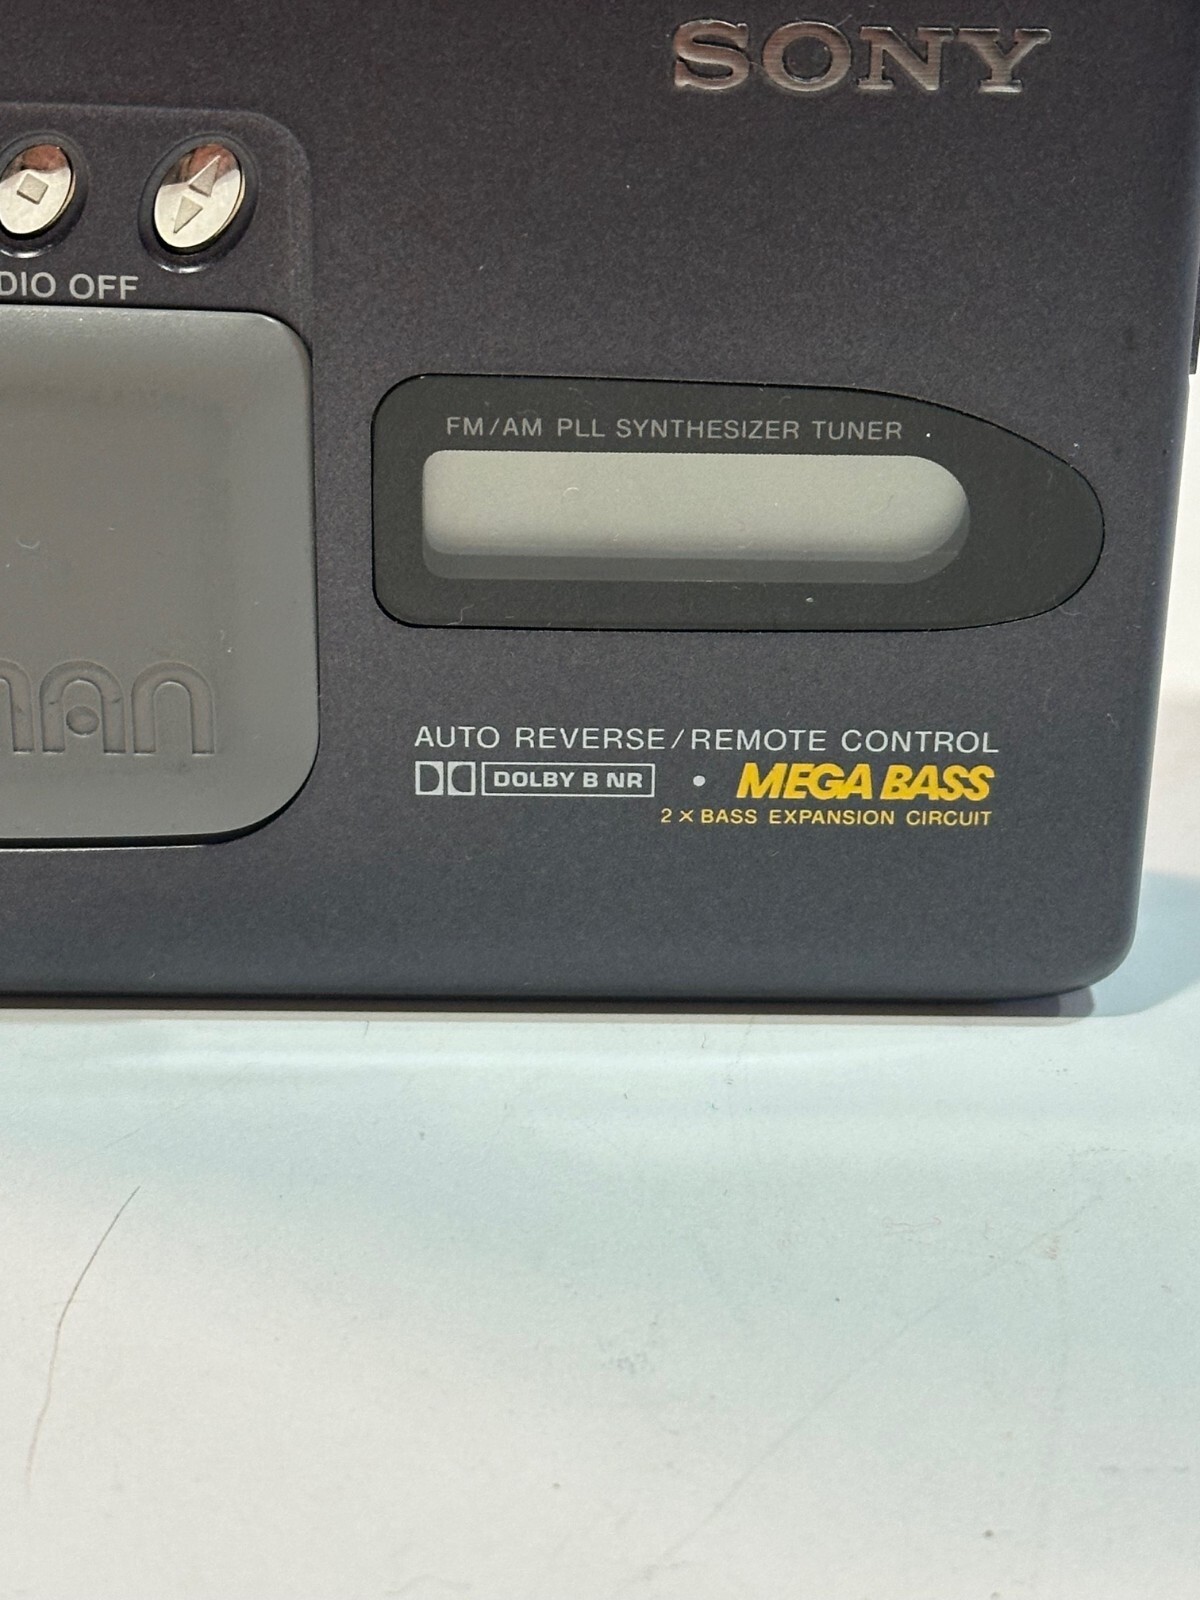 SONY
DIO OFF
FM/AM PLL SYNTHESIZER TUNER
MAN
AUTO REVERSE/REMOTE CONTROL
DOLBY B NR • MEGA BASS
2×BASS EXPANSION CIRCUIT